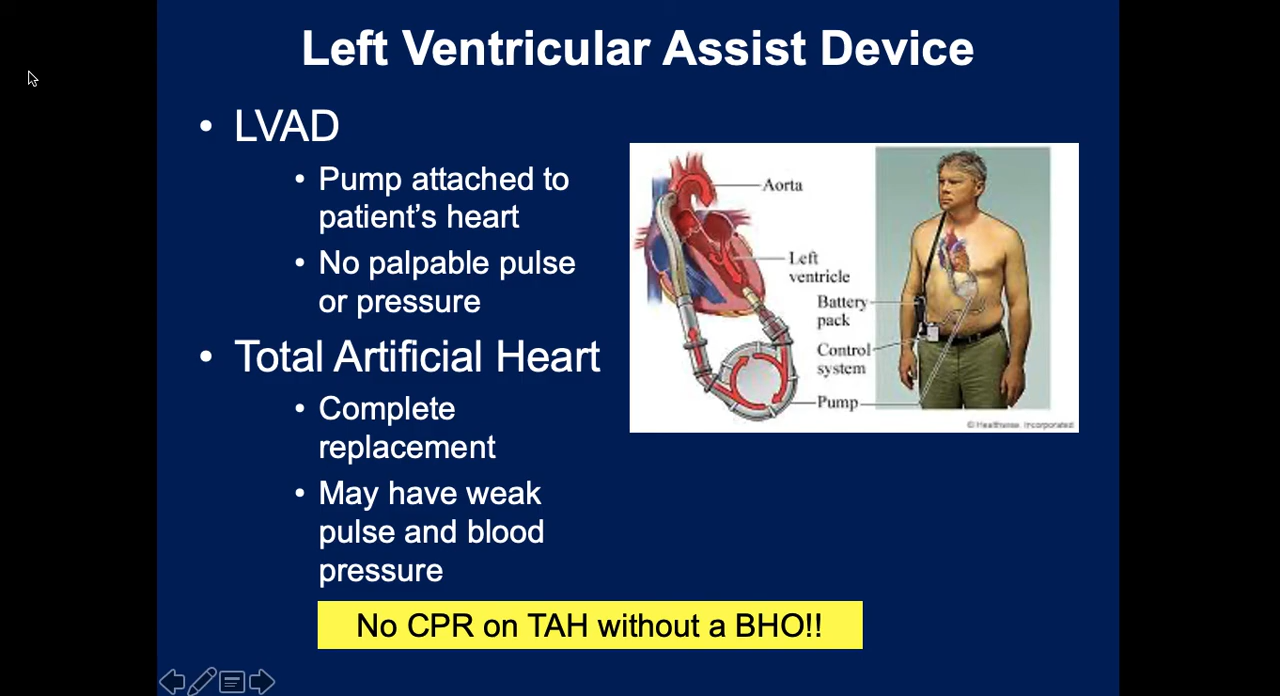 Left Ventricular Assist Device
• LVAD
• Pump attached to
patient's heart
• No palpable pulse
or pressure
• Total Artificial Heart
• Complete
replacement
• May have weak
pulse and blood
pressure
No CPR on TAH without a BHO!!
Aorta
Left
ventricle
Battery
pack
Control
system
Pump
© Healthwise, Incorporated